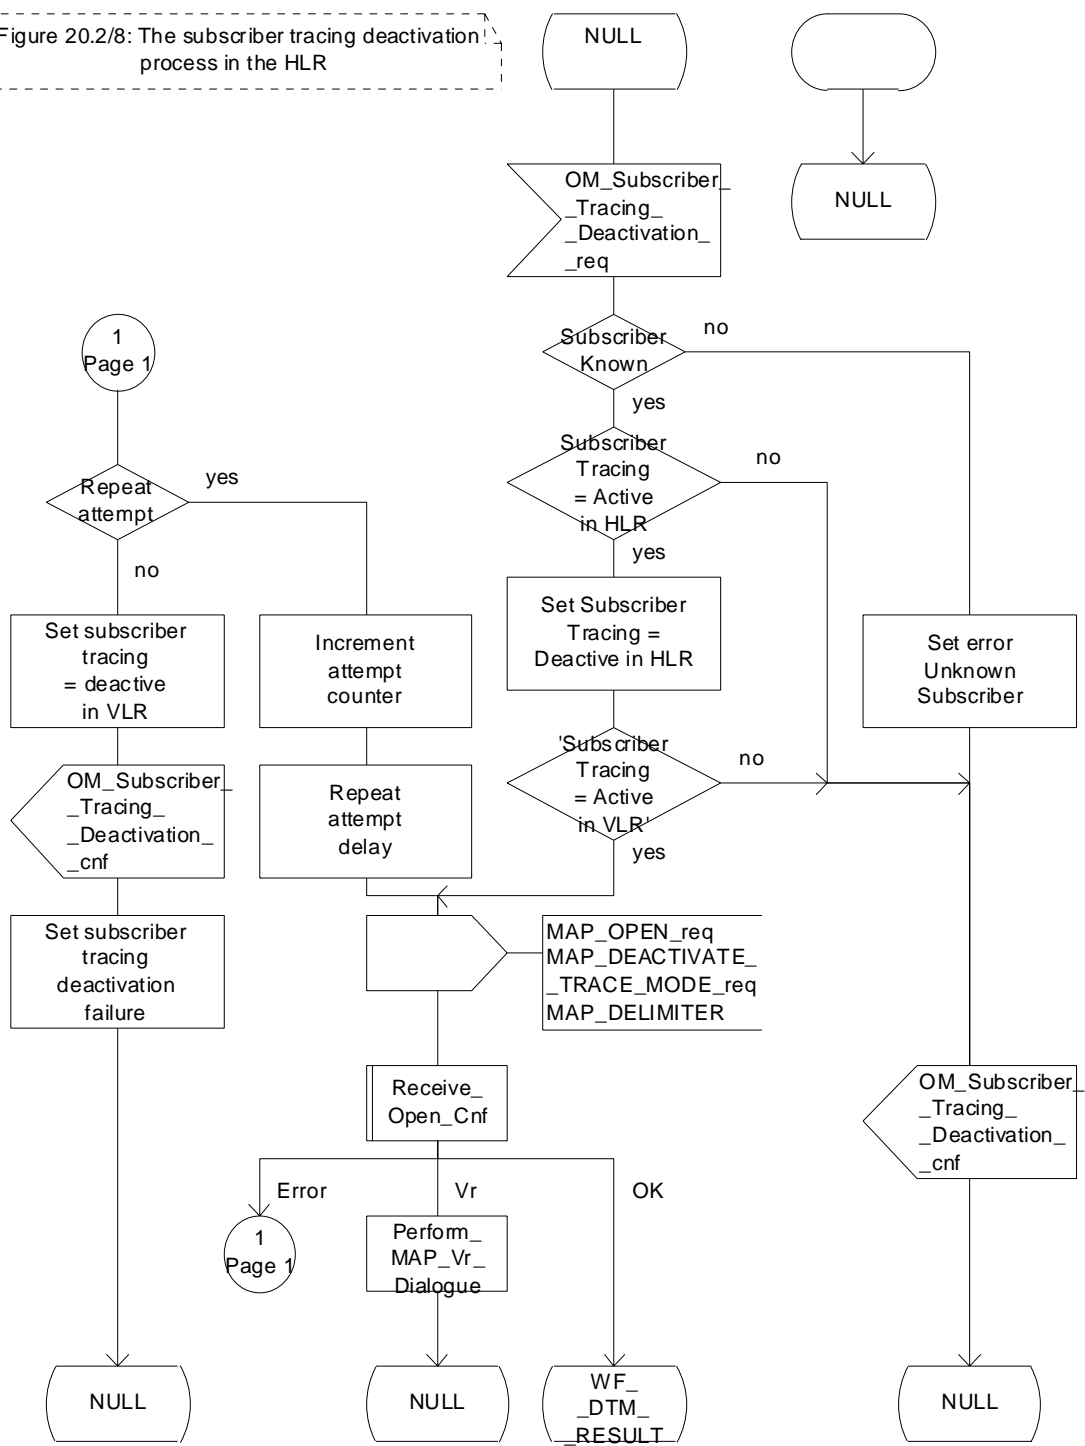 Figure 20.2/8: The subscriber tracing deactivation
process in the HLR
NULL
NULL
OM_Subscriber_
_Tracing_
_Deactivation_
_req
Subscriber
Known
no
yes
Subscriber
Tracing
= Active
in HLR
no
yes
Set Subscriber
Tracing =
Deactive in HLR
'Subscriber
Tracing
= Active
in VLR'
no
yes
Set error
Unknown
Subscriber
1
Page 1
Repeat
attempt
yes
no
Set subscriber
tracing
= deactive
in VLR
Increment
attempt
counter
OM_Subscriber_
_Tracing_
_Deactivation_
_cnf
Repeat
attempt
delay
Set subscriber
tracing
deactivation
failure
MAP_OPEN_req
MAP_DEACTIVATE_
_TRACE_MODE_req
MAP_DELIMITER
Receive_
Open_Cnf
OM_Subscriber_
_Tracing_
_Deactivation_
_cnf
Error
Vr
OK
1
Page 1
Perform_
MAP_Vr_
Dialogue
NULL
NULL
WF_
_DTM_
_RESULT
NULL